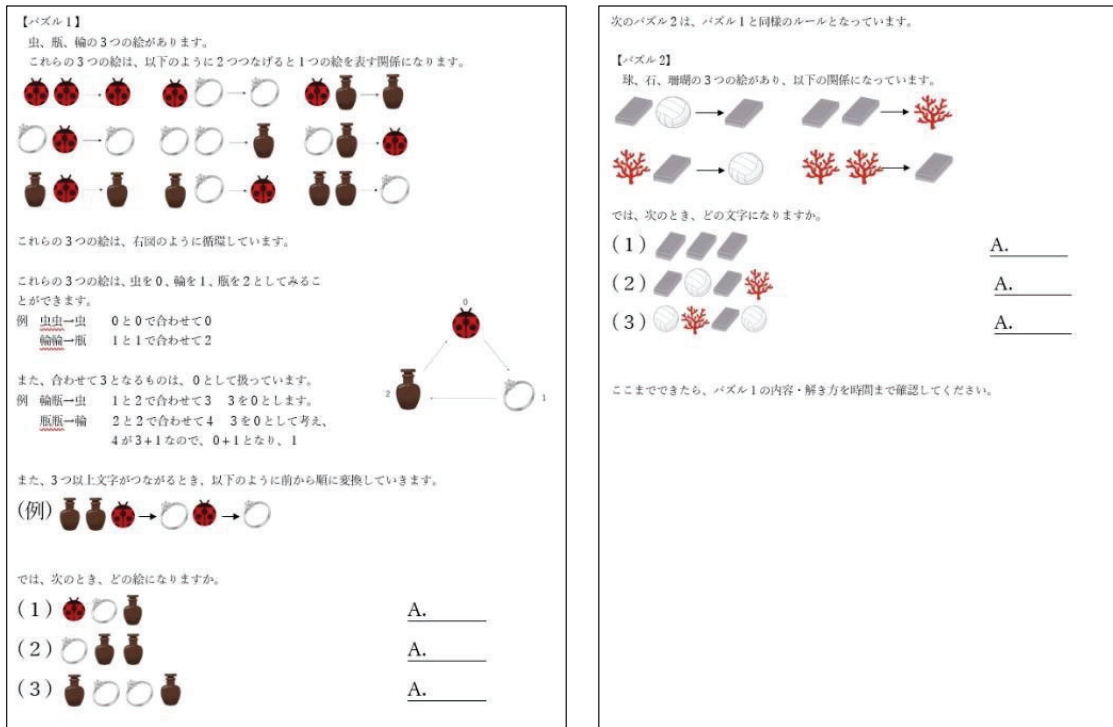 【パズル1】
虫、瓶、輪の3つの絵があります。
これらの3つの絵は、以下のように2つつなげると1つの絵を表す関係になります。
これらの3つの絵は、右図のように循環しています。
これらの3つの絵は、虫を0、輪を1、瓶を2としてみるこ
とができます。
例 虫虫→虫 0と0で合わせて0
輪輪→瓶 1と1で合わせて2
また、合わせて3となるものは、0として扱っています。
例 輪瓶→虫 1と2で合わせて3 3を0とします。
瓶瓶→輪 2と2で合わせて4 3を0として考え、
4が3+1なので、0+1となり、1
0
2
1
また、3つ以上文字がつながるとき、以下のように前から順に変換していきます。
(例)
では、次のとき、どの絵になりますか。
(1) A.
(2) A.
(3) A.
次のパズル2は、パズル1と同様のルールとなっています。
【パズル2】
球、石、珊瑚の3つの絵があり、以下の関係になっています。
では、次のとき、どの文字になりますか。
(1) A.
(2) A.
(3) A.
ここまでできたら、パズル1の内容・解き方を時間まで確認してください。